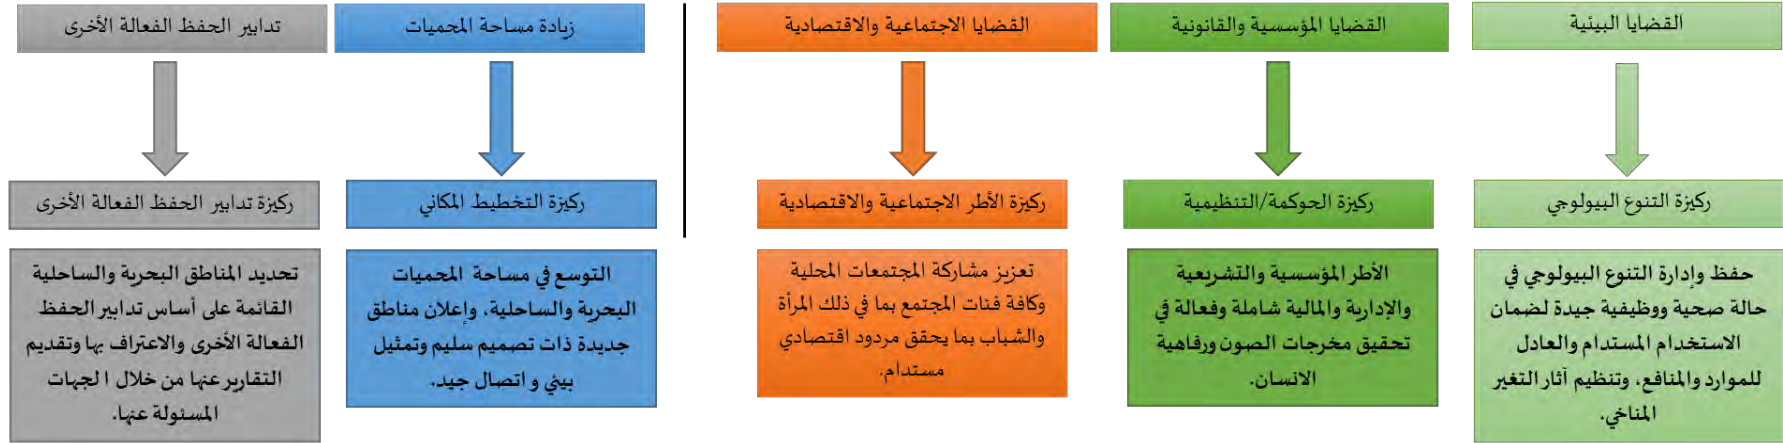 القضايا البيئية
القضايا المؤسسية والقانونية
القضايا الاجتماعية والاقتصادية
زيادة مساحة المحميات
تدابير الحفظ الفعالة الأخرى
ركيزة التنوع البيولوجي
ركيزة الحوكمة/التنظيمية
ركيزة الأطر الاجتماعية والاقتصادية
ركيزة التخطيط المكاني
ركيزة تدابير الحفظ الفعالة الأخرى
حفظ وإدارة التنوع البيولوجي في
حالة صحية ووظيفية جيدة لضمان
الاستخدام المستدام والعادل
للموارد والمنافع، وتنظيم آثار التغير
المناخي.
الأطر المؤسسية والتشريعية
والإدارية والمالية شاملة وفعالة في
تحقيق مخرجات الصون ورفاهية
الانسان.
تعزيز مشاركة المجتمعات المحلية
وكافة فئات المجتمع بما في ذلك المرأة
والشباب بما يحقق مردود اقتصادي
مستدام.
التوسع في مساحة المحميات
البحرية والساحلية، وإعلان مناطق
جديدة ذات تصميم سليم وتمثيل
بيئي و اتصال جيد.
تحديد المناطق البحرية والساحلية
القائمة على أساس تدابير الحفظ
الفعالة الأخرى والاعتراف بها وتقديم
التقارير عنها من خلال ا لجهات
المسئولة عنها.